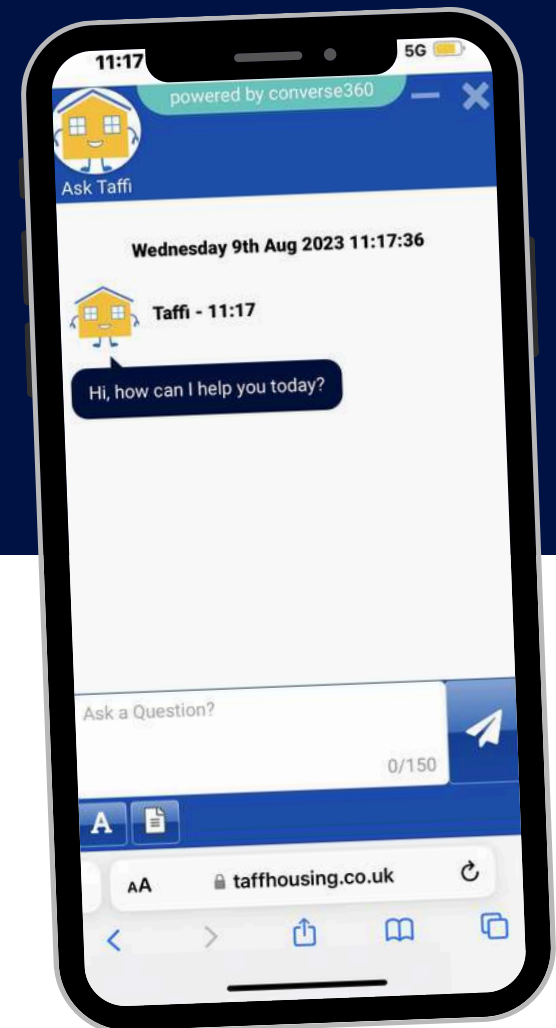 11:17
5G
powered by converse360
Ask Taffi
Wednesday 9th Aug 2023 11:17:36
Taffi - 11:17
Hi, how can I help you today?
Ask a Question?
0/150
A
AA
taffhousing.co.uk